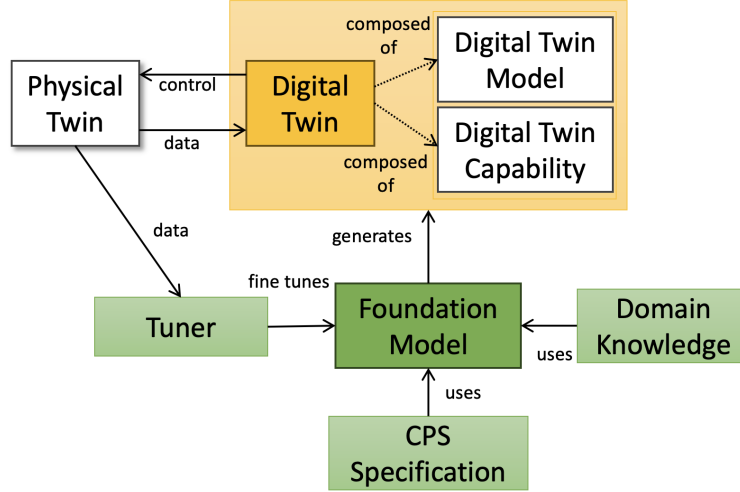 composed
of
Digital Twin
Model
Physical
Twin
control
Digital
Twin
data
Digital Twin
Capability
composed
of
data
generates
fine tunes
Tuner
Foundation
Model
Domain
Knowledge
uses
uses
CPS
Specification